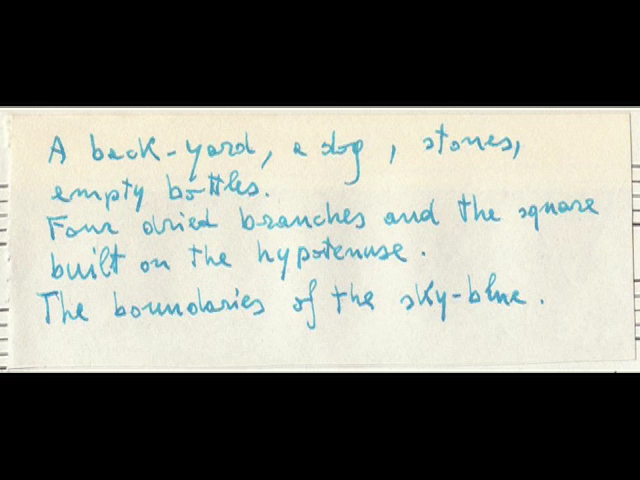 A back-yard, a dog, stones,
empty bottles.
Four dried branches and the square
built on the hypotenuse.
The boundaries of the sky-blue.